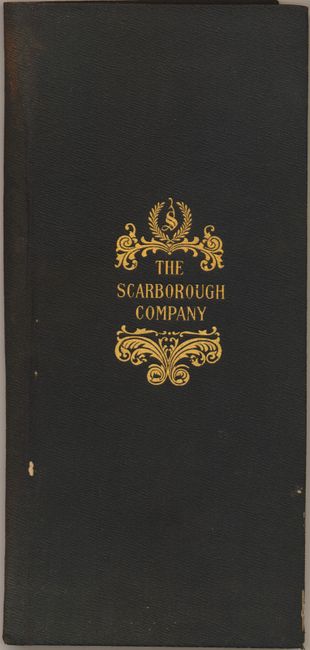 S
THE
SCARBOROUGH
COMPANY